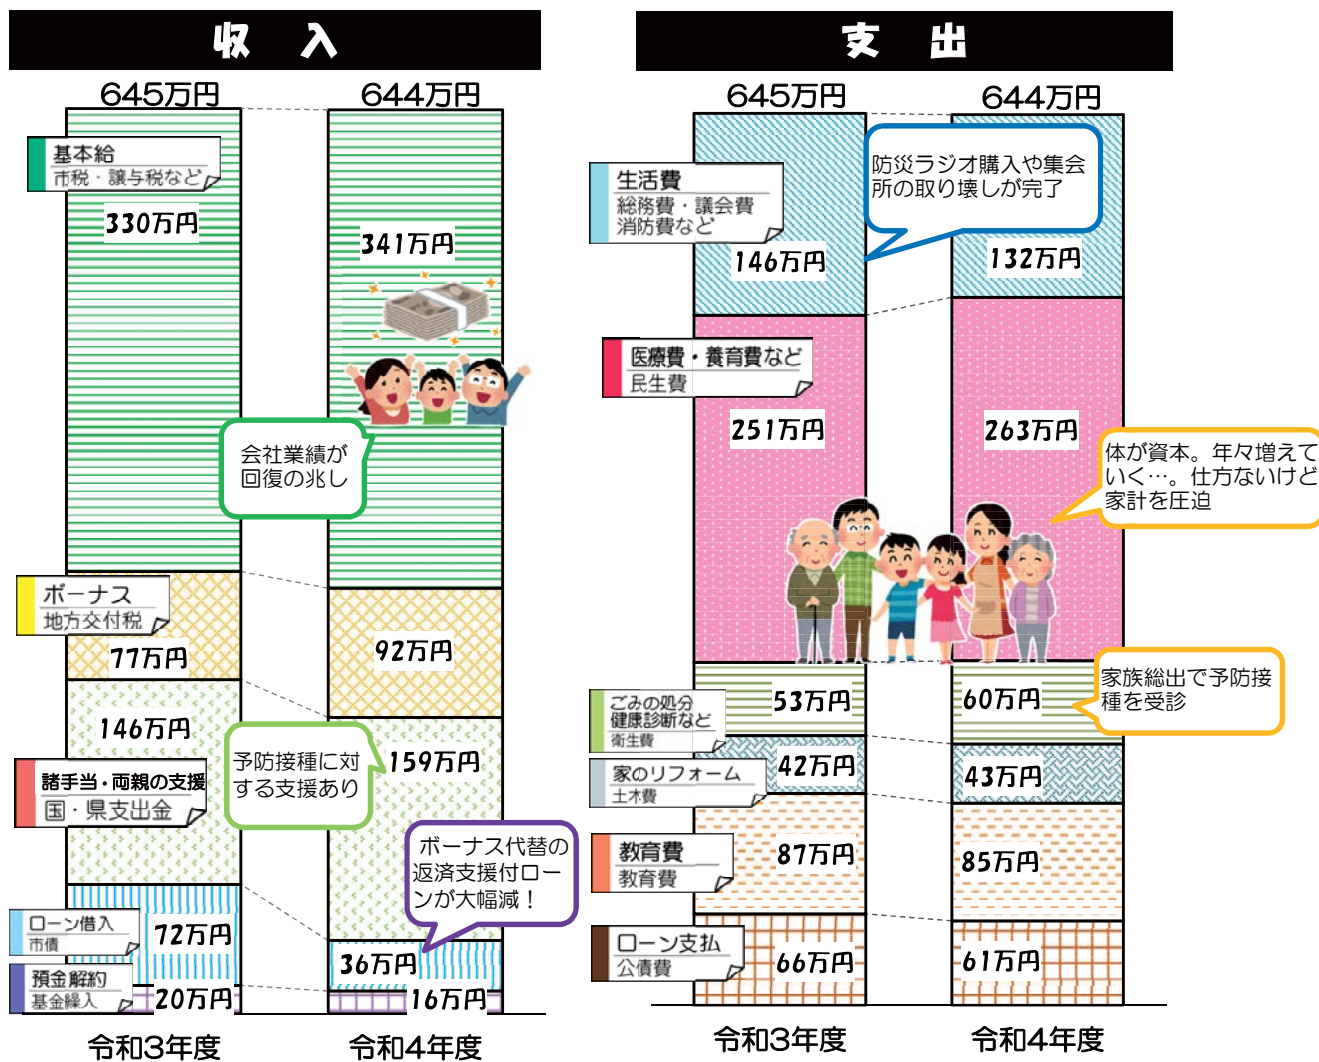 収 入
645万円
644万円
基本給
市税・譲与税など
330万円
341万円
会社業績が
回復の兆し
ボーナス
地方交付税
77万円
92万円
146万円
159万円
予防接種に対
する支援あり
諸手当・両親の支援
国・県支出金
ボーナス代替の
返済支援付ロー
ンが大幅減！
ローン借入
市債
72万円
36万円
預金解約
基金繰入
20万円
16万円
令和3年度
令和4年度
支 出
645万円
644万円
防災ラジオ購入や集会
所の取り壊しが完了
生活費
総務費・議会費
消防費など
146万円
132万円
医療費・養育費など
民生費
251万円
263万円
体が資本。年々増えて
いく…。仕方ないけど
家計を圧迫
ごみの処分
健康診断など
衛生費
53万円
60万円
家族総出で予防接
種を受診
家のリフォーム
土木費
42万円
43万円
教育費
教育費
87万円
85万円
ローン支払
公債費
66万円
61万円
令和3年度
令和4年度